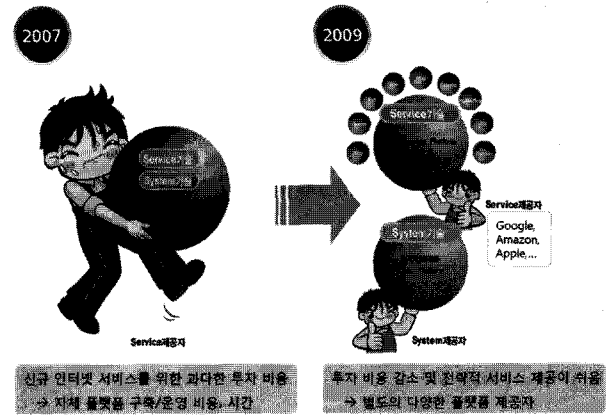 2007
2009
Service기술
System기술
Service제공자
Service기술
Service제공자
Google,
Amazon,
Apple,...
System기술
System제공자
신규 인터넷 서비스를 위한 과다한 투자 비용
→ 자체 플랫폼 구축/운영 비용, 시간
투자 비용 감소 및 전략적 서비스 제공이 쉬움
→ 별도의 다양한 플랫폼 제공자